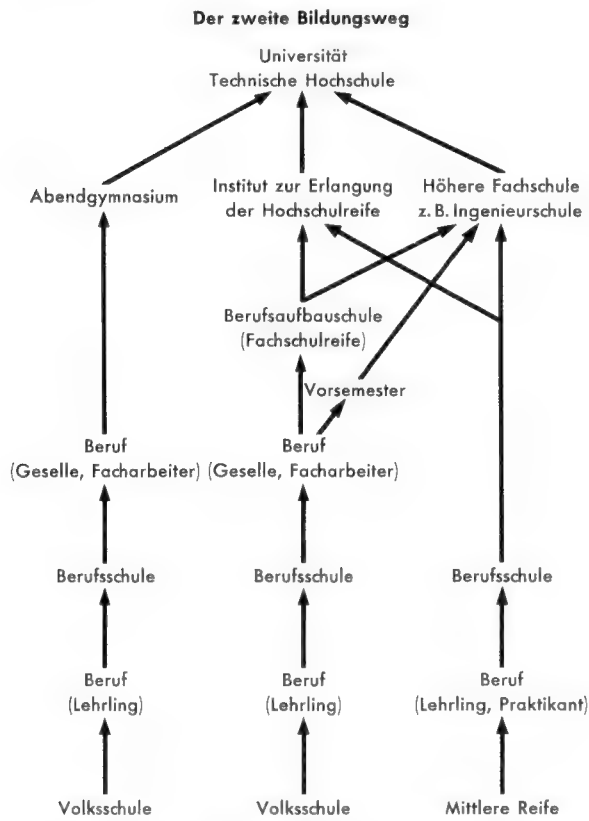 Der zweite Bildungsweg
Universität
Technische Hochschule
Abendgymnasium
Institut zur Erlangung
der Hochschulreife
Höhere Fachschule
z. B. Ingenieurschule
Berufsaufbauschule
(Fachschulreife)
Vorsemester
Beruf
(Geselle, Facharbeiter)
Beruf
(Geselle, Facharbeiter)
Berufsschule
Berufsschule
Berufsschule
Beruf
(Lehrling)
Beruf
(Lehrling)
Beruf
(Lehrling, Praktikant)
Volksschule
Volksschule
Mittlere Reife